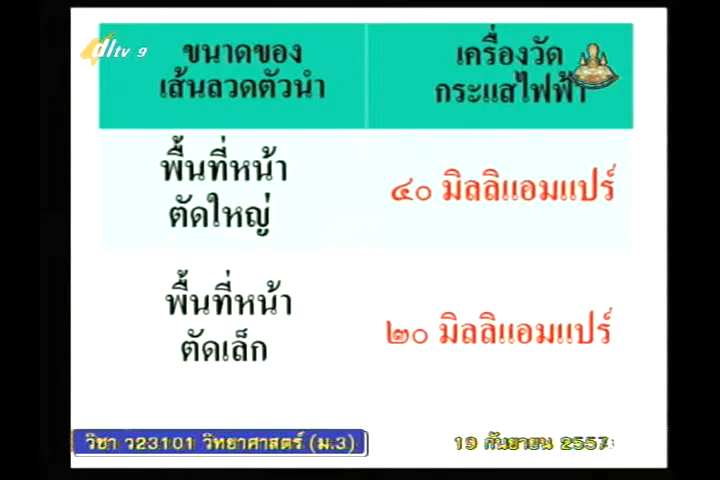 dltv 9
ขนาดของ
เส้นลวดตัวนำ
เครื่องวัด
กระแสไฟฟ้า
พื้นที่หน้า
ตัดใหญ่
๔๐ มิลลิแอมแปร์
พื้นที่หน้า
ตัดเล็ก
๒๐ มิลลิแอมแปร์
วิชา ว23101 วิทยาศาสตร์ (ม.3)
19 กันยายน 2557